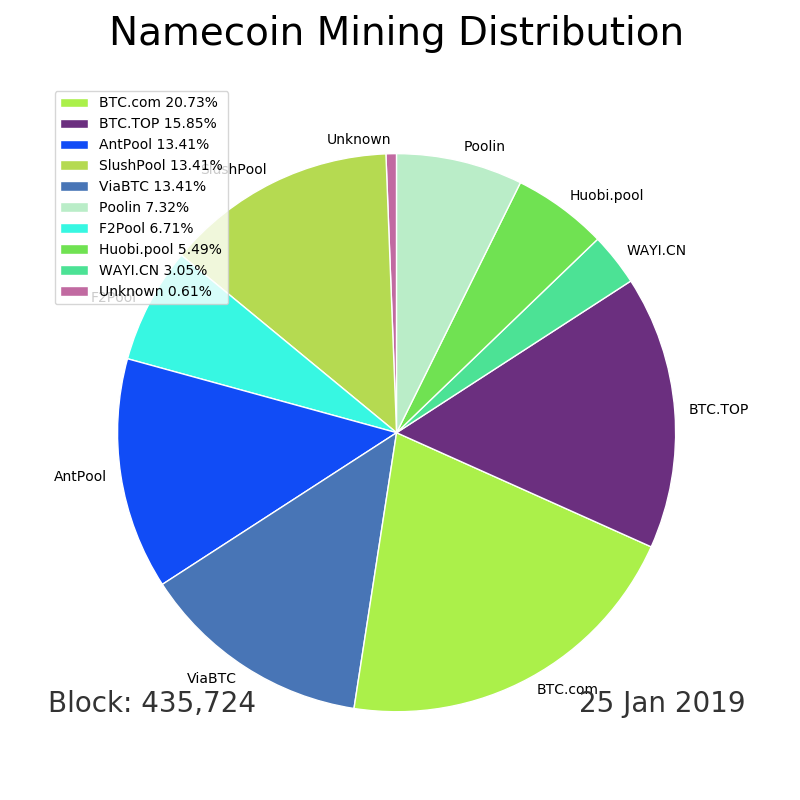 Namecoin Mining Distribution
BTC.com 20.73%
BTC.TOP 15.85%
AntPool 13.41%
SlushPool 13.41%
ViaBTC 13.41%
Poolin 7.32%
F2Pool 6.71%
Huobi.pool 5.49%
WAYI.CN 3.05%
Unknown 0.61%
Unknown
Poolin
SlushPool
Huobi.pool
WAYI.CN
F2Pool
BTC.TOP
AntPool
ViaBTC
BTC.com
Block: 435,724
25 Jan 2019